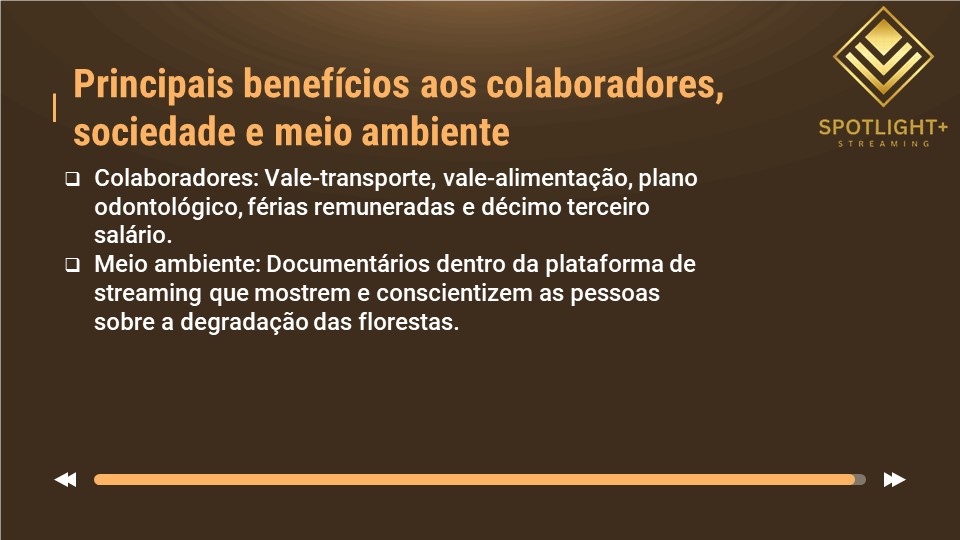 SPOTLIGHT+
STREAMING
Principais benefícios aos colaboradores,
sociedade e meio ambiente
Colaboradores: Vale-transporte, vale-alimentação, plano
odontológico, férias remuneradas e décimo terceiro
salário.
Meio ambiente: Documentários dentro da plataforma de
streaming que mostrem e conscientizem as pessoas
sobre a degradação das florestas.